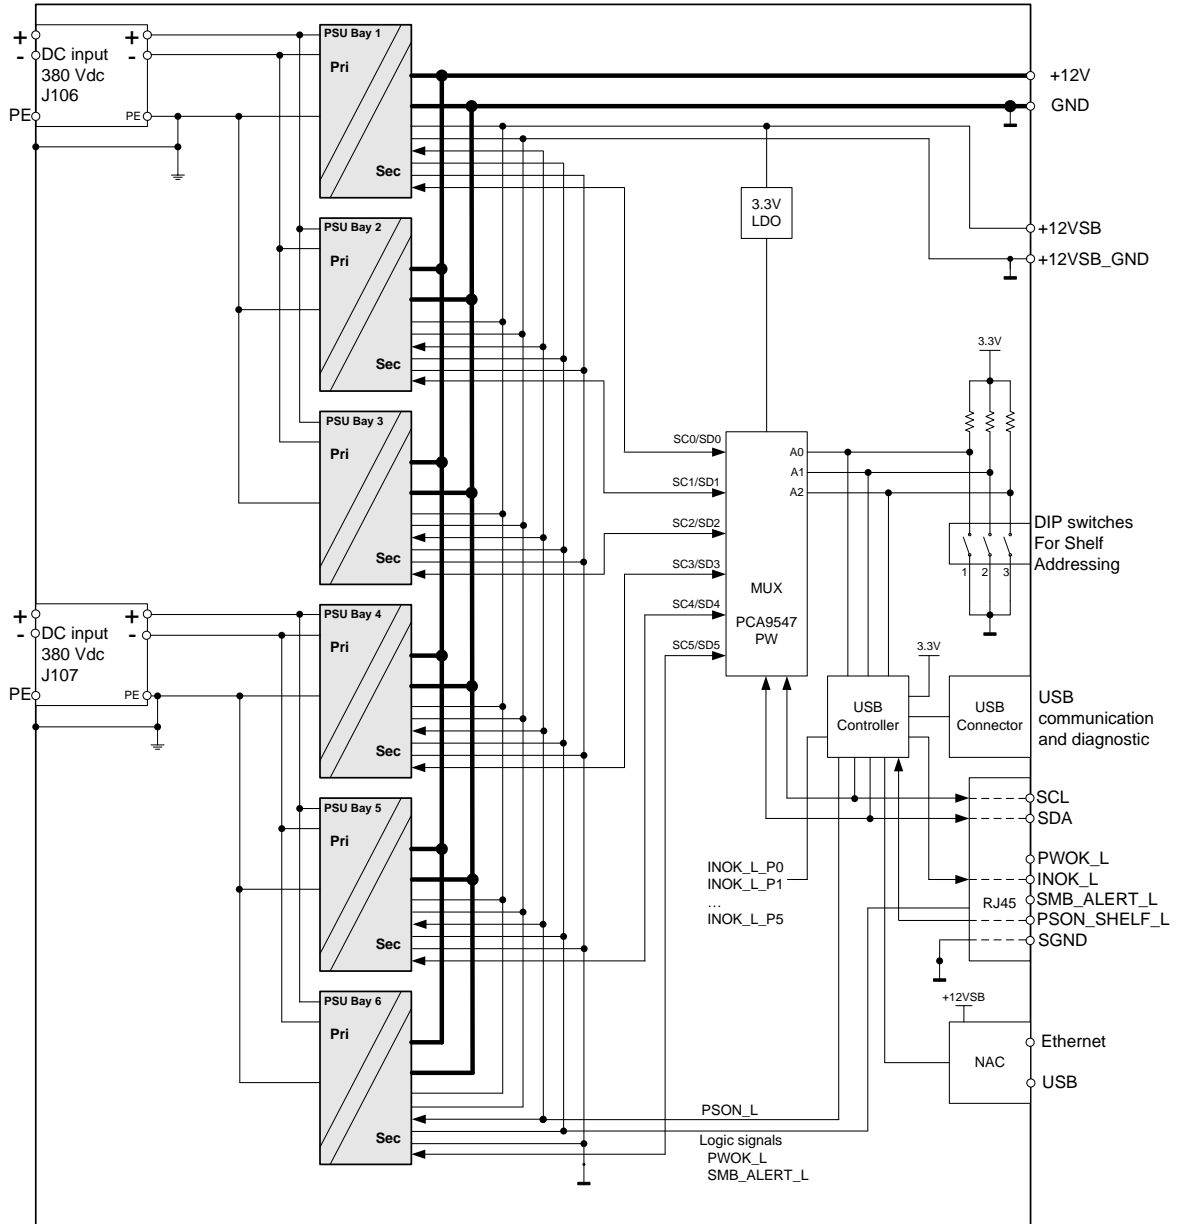 +
-
DC input
380 Vdc
J106
PE
+
-
PE
PSU Bay 1
Pri
Sec
+12V
GND
3.3V
LDO
+12VSB
+12VSB_GND
PSU Bay 2
Pri
Sec
3.3V
PSU Bay 3
Pri
Sec
SC0/SD0
SC1/SD1
SC2/SD2
SC3/SD3
SC4/SD4
SC5/SD5
MUX
PCA9547
PW
A0
A1
A2
1 2 3
DIP switches
For Shelf
Addressing
+
-
DC input
380 Vdc
J107
PE
+
-
PE
PSU Bay 4
Pri
Sec
3.3V
USB
Controller
USB
Connector
USB
communication
and diagnostic
PSU Bay 5
Pri
Sec
INOK_L_P0
INOK_L_P1
...
INOK_L_P5
RJ45
SCL
SDA
PWOK_L
INOK_L
SMB_ALERT_L
PSON_SHELF_L
SGND
PSU Bay 6
Pri
Sec
+12VSB
NAC
Ethernet
USB
PSON_L
Logic signals
PWOK_L
SMB_ALERT_L